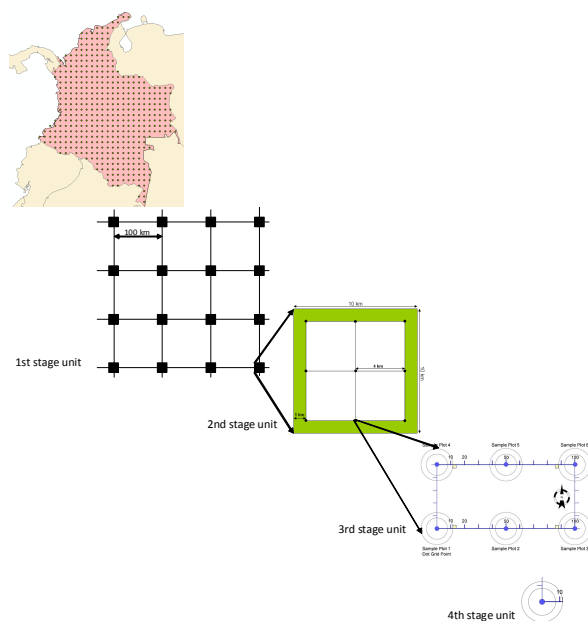 100 km
1st stage unit
10 km
10 km
4 km
1 km
2nd stage unit
Sample Plot 4
Sample Plot 5
Sample Plot 6
10 20 50 100
3rd stage unit
10 20 50 100
Sample Plot 1
Dot Grid Point
Sample Plot 2
Sample Plot 3
10
4th stage unit